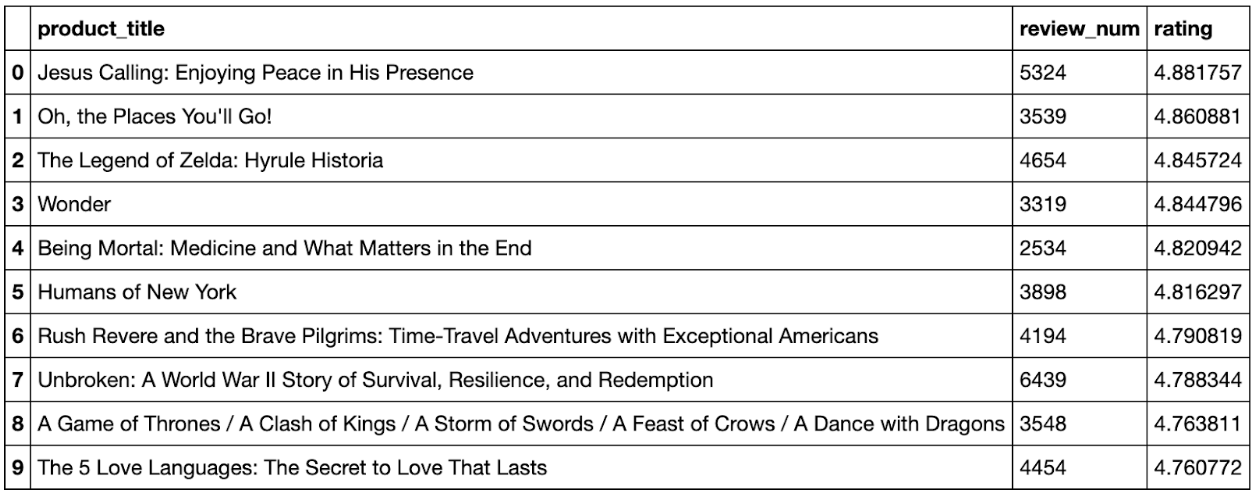 product_title review_num rating
0 Jesus Calling: Enjoying Peace in His Presence 5324 4.881757
1 Oh, the Places You'll Go! 3539 4.860881
2 The Legend of Zelda: Hyrule Historia 4654 4.845724
3 Wonder 3319 4.844796
4 Being Mortal: Medicine and What Matters in the End 2534 4.820942
5 Humans of New York 3898 4.816297
6 Rush Revere and the Brave Pilgrims: Time-Travel Adventures with Exceptional Americans 4194 4.790819
7 Unbroken: A World War II Story of Survival, Resilience, and Redemption 6439 4.788344
8 A Game of Thrones / A Clash of Kings / A Storm of Swords / A Feast of Crows / A Dance with Dragons 3548 4.763811
9 The 5 Love Languages: The Secret to Love That Lasts 4454 4.760772